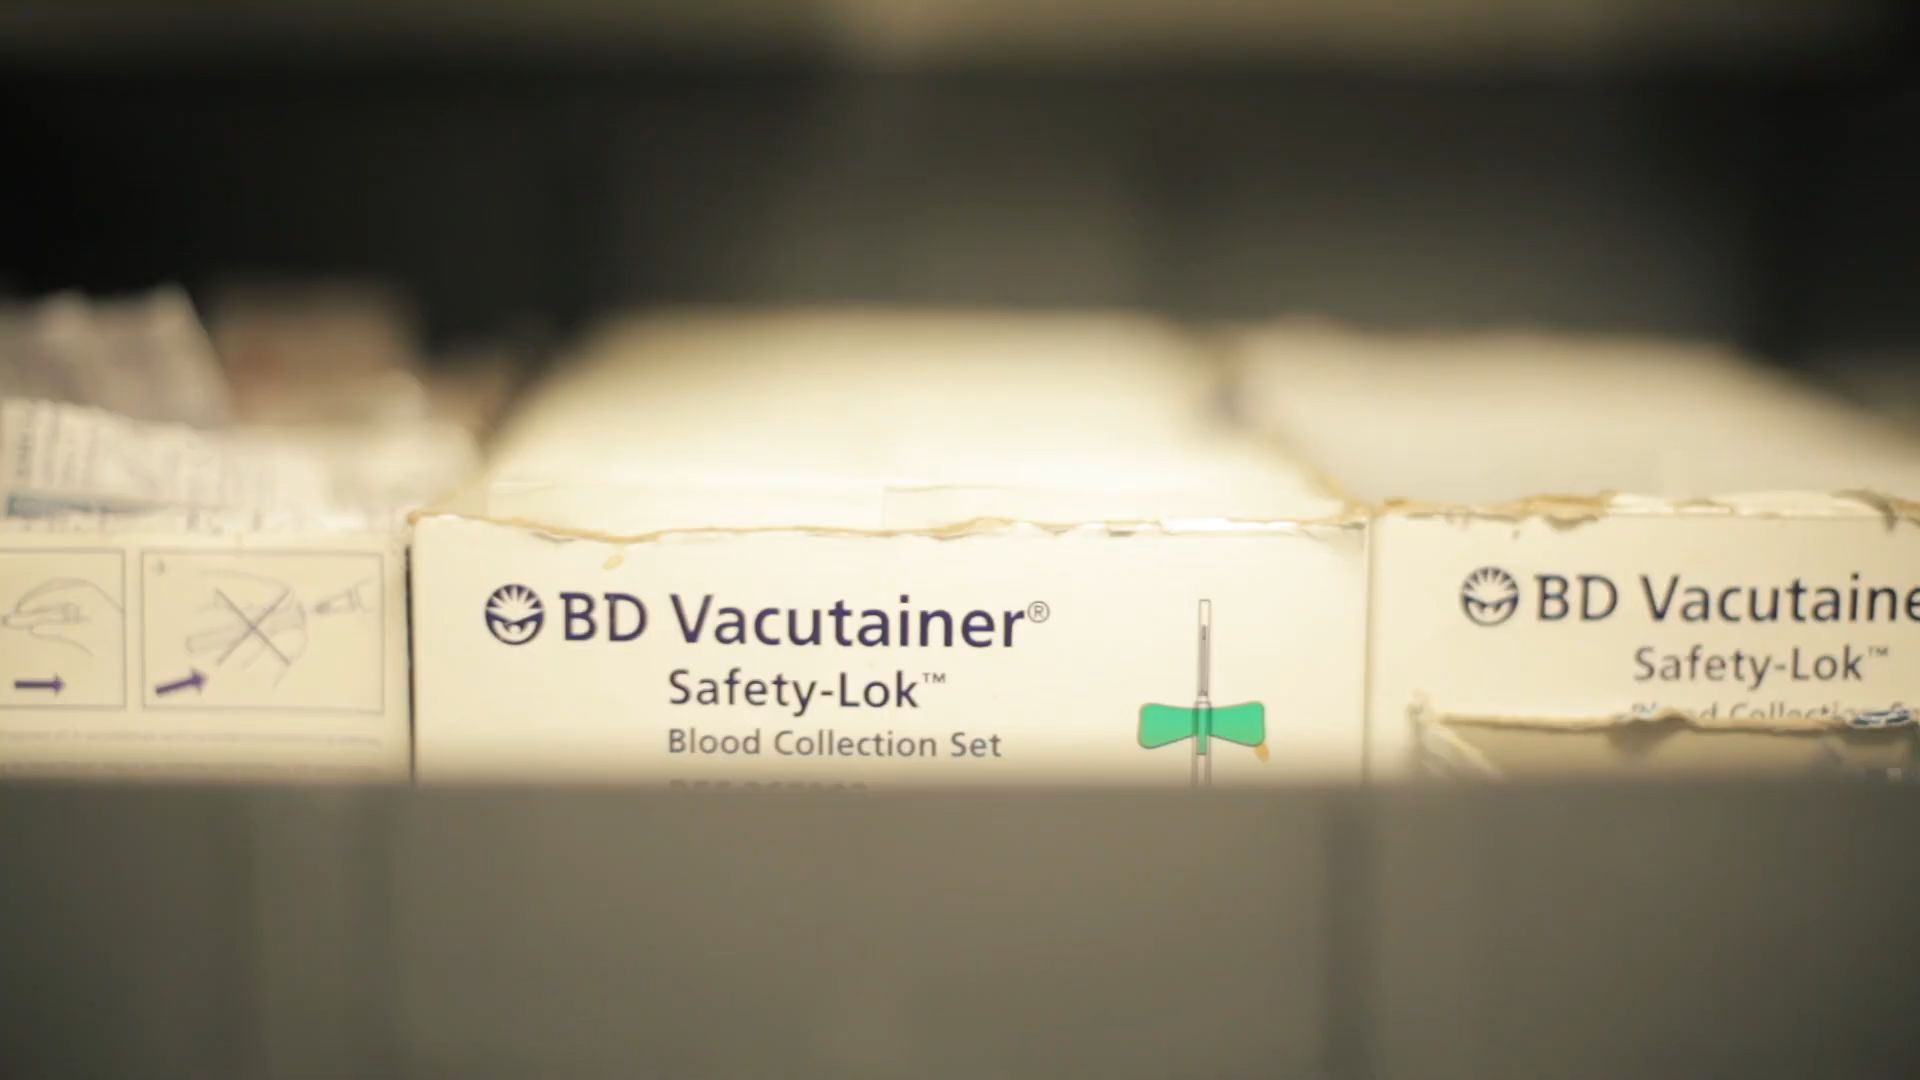 BD Vacutainer®
Safety-Lok™
Blood Collection Set
BD Vacutaine
Safety-Lok™